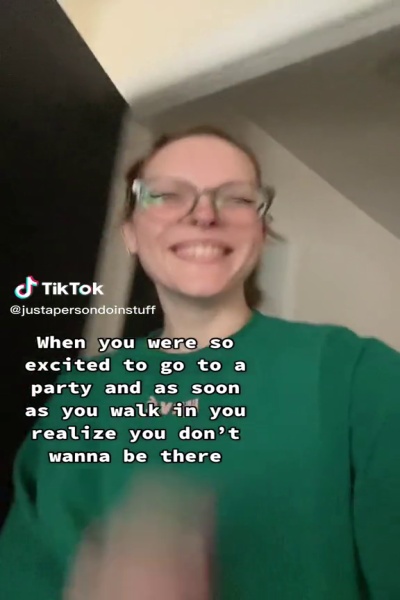 TikTok
@justapersondoinstuff
When you were so
excited to go to a
party and as soon
as you walk in you
realize you don't
wanna be there